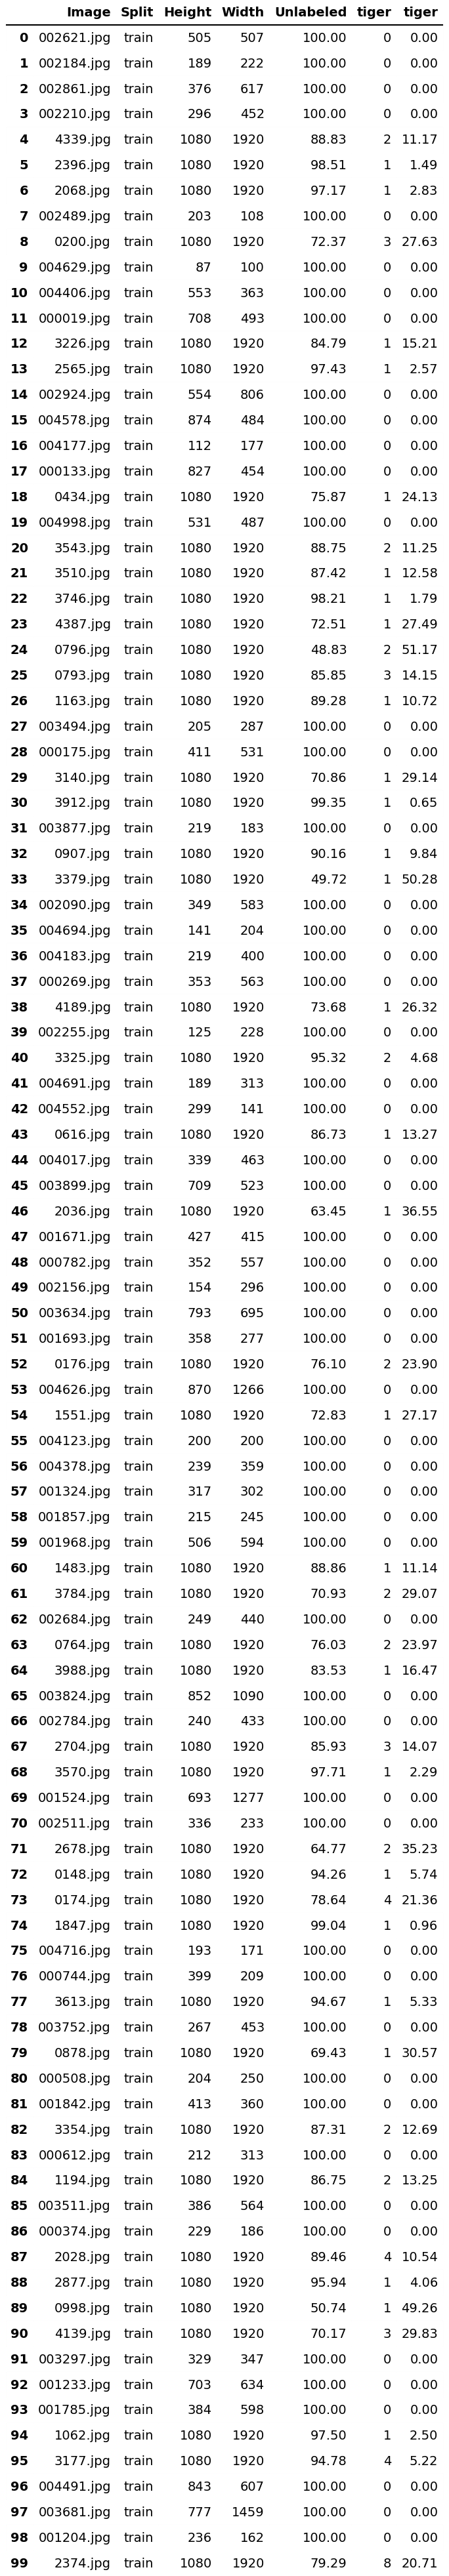 Image Split Height Width Unlabeled tiger tiger
0 002621.jpg train 505 507 100.00 0 0.00
1 002184.jpg train 189 222 100.00 0 0.00
2 002861.jpg train 376 617 100.00 0 0.00
3 002210.jpg train 296 452 100.00 0 0.00
4 4339.jpg train 1080 1920 88.83 2 11.17
5 2396.jpg train 1080 1920 98.51 1 1.49
6 2068.jpg train 1080 1920 97.17 1 2.83
7 002489.jpg train 203 108 100.00 0 0.00
8 0200.jpg train 1080 1920 72.37 3 27.63
9 004629.jpg train 87 100 100.00 0 0.00
10 004406.jpg train 553 363 100.00 0 0.00
11 000019.jpg train 708 493 100.00 0 0.00
12 3226.jpg train 1080 1920 84.79 1 15.21
13 2565.jpg train 1080 1920 97.43 1 2.57
14 002924.jpg train 554 806 100.00 0 0.00
15 004578.jpg train 874 484 100.00 0 0.00
16 004177.jpg train 112 177 100.00 0 0.00
17 000133.jpg train 827 454 100.00 0 0.00
18 0434.jpg train 1080 1920 75.87 1 24.13
19 004998.jpg train 531 487 100.00 0 0.00
20 3543.jpg train 1080 1920 88.75 2 11.25
21 3510.jpg train 1080 1920 87.42 1 12.58
22 3746.jpg train 1080 1920 98.21 1 1.79
23 4387.jpg train 1080 1920 72.51 1 27.49
24 0796.jpg train 1080 1920 48.83 2 51.17
25 0793.jpg train 1080 1920 85.85 3 14.15
26 1163.jpg train 1080 1920 89.28 1 10.72
27 003494.jpg train 205 287 100.00 0 0.00
28 000175.jpg train 411 531 100.00 0 0.00
29 3140.jpg train 1080 1920 70.86 1 29.14
30 3912.jpg train 1080 1920 99.35 1 0.65
31 003877.jpg train 219 183 100.00 0 0.00
32 0907.jpg train 1080 1920 90.16 1 9.84
33 3379.jpg train 1080 1920 49.72 1 50.28
34 002090.jpg train 349 583 100.00 0 0.00
35 004694.jpg train 141 204 100.00 0 0.00
36 004183.jpg train 219 400 100.00 0 0.00
37 000269.jpg train 353 563 100.00 0 0.00
38 4189.jpg train 1080 1920 73.68 1 26.32
39 002255.jpg train 125 228 100.00 0 0.00
40 3325.jpg train 1080 1920 95.32 2 4.68
41 004691.jpg train 189 313 100.00 0 0.00
42 004552.jpg train 299 141 100.00 0 0.00
43 0616.jpg train 1080 1920 86.73 1 13.27
44 004017.jpg train 339 463 100.00 0 0.00
45 003899.jpg train 709 523 100.00 0 0.00
46 2036.jpg train 1080 1920 63.45 1 36.55
47 001671.jpg train 427 415 100.00 0 0.00
48 000782.jpg train 352 557 100.00 0 0.00
49 002156.jpg train 154 296 100.00 0 0.00
50 003634.jpg train 793 695 100.00 0 0.00
51 001693.jpg train 358 277 100.00 0 0.00
52 0176.jpg train 1080 1920 76.10 2 23.90
53 004626.jpg train 870 1266 100.00 0 0.00
54 1551.jpg train 1080 1920 72.83 1 27.17
55 004123.jpg train 200 200 100.00 0 0.00
56 004378.jpg train 239 359 100.00 0 0.00
57 001324.jpg train 317 302 100.00 0 0.00
58 001857.jpg train 215 245 100.00 0 0.00
59 001968.jpg train 506 594 100.00 0 0.00
60 1483.jpg train 1080 1920 88.86 1 11.14
61 3784.jpg train 1080 1920 70.93 2 29.07
62 002684.jpg train 249 440 100.00 0 0.00
63 0764.jpg train 1080 1920 76.03 2 23.97
64 3988.jpg train 1080 1920 83.53 1 16.47
65 003824.jpg train 852 1090 100.00 0 0.00
66 002784.jpg train 240 433 100.00 0 0.00
67 2704.jpg train 1080 1920 85.93 3 14.07
68 3570.jpg train 1080 1920 97.71 1 2.29
69 001524.jpg train 693 1277 100.00 0 0.00
70 002511.jpg train 336 233 100.00 0 0.00
71 2678.jpg train 1080 1920 64.77 2 35.23
72 0148.jpg train 1080 1920 94.26 1 5.74
73 0174.jpg train 1080 1920 78.64 4 21.36
74 1847.jpg train 1080 1920 99.04 1 0.96
75 004716.jpg train 193 171 100.00 0 0.00
76 000744.jpg train 399 209 100.00 0 0.00
77 3613.jpg train 1080 1920 94.67 1 5.33
78 003752.jpg train 267 453 100.00 0 0.00
79 0878.jpg train 1080 1920 69.43 1 30.57
80 000508.jpg train 204 250 100.00 0 0.00
81 001842.jpg train 413 360 100.00 0 0.00
82 3354.jpg train 1080 1920 87.31 2 12.69
83 000612.jpg train 212 313 100.00 0 0.00
84 1194.jpg train 1080 1920 86.75 2 13.25
85 003511.jpg train 386 564 100.00 0 0.00
86 000374.jpg train 229 186 100.00 0 0.00
87 2028.jpg train 1080 1920 89.46 4 10.54
88 2877.jpg train 1080 1920 95.94 1 4.06
89 0998.jpg train 1080 1920 50.74 1 49.26
90 4139.jpg train 1080 1920 70.17 3 29.83
91 003297.jpg train 329 347 100.00 0 0.00
92 001233.jpg train 703 634 100.00 0 0.00
93 001785.jpg train 384 598 100.00 0 0.00
94 1062.jpg train 1080 1920 97.50 1 2.50
95 3177.jpg train 1080 1920 94.78 4 5.22
96 004491.jpg train 843 607 100.00 0 0.00
97 003681.jpg train 777 1459 100.00 0 0.00
98 001204.jpg train 236 162 100.00 0 0.00
99 2374.jpg train 1080 1920 79.29 8 20.71